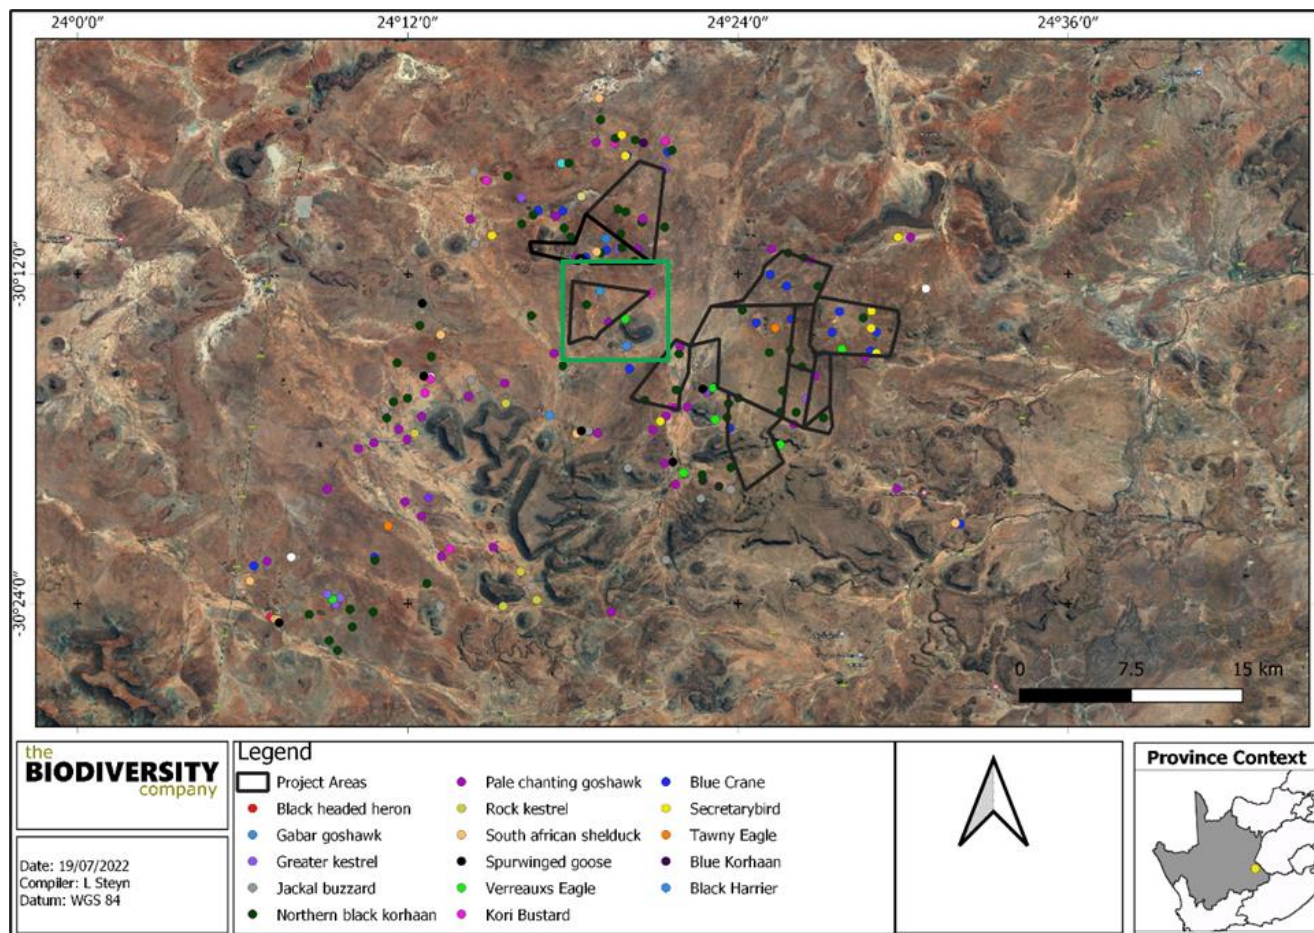 24°0'0"
24°12'0"
24°24'0"
24°36'0"
-30°12'0"
-30°24'0"
0
7.5
15 km
the
BIODIVERSITY
company
Date: 19/07/2022
Compiler: L Steyn
Datum: WGS 84
Legend
Project Areas
Black headed heron
Gabar goshawk
Greater kestrel
Jackal buzzard
Northern black korhaan
Pale chanting goshawk
Rock kestrel
South african shelduck
Spurwinged goose
Verreauxs Eagle
Kori Bustard
Blue Crane
Secretarybird
Tawny Eagle
Blue Korhaan
Black Harrier
Province Context